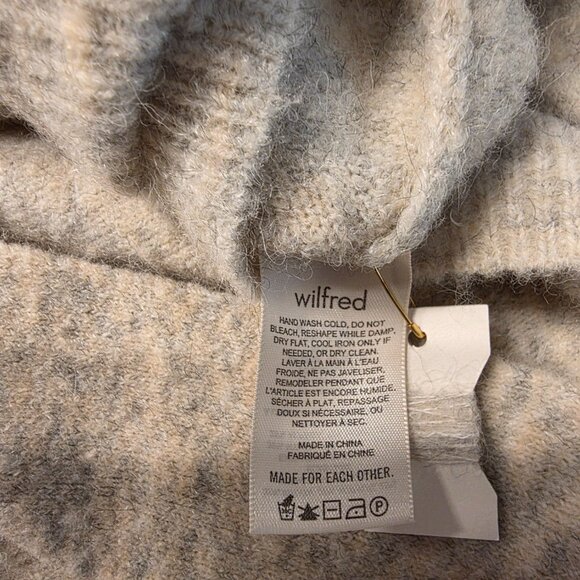 wilfred
HAND WASH COLD, DO NOT
BLEACH, RESHAPE WHILE DAMP,
DRY FLAT, COOL IRON ONLY IF
NEEDED, OR DRY CLEAN.
LAVER À LA MAIN À L'EAU
FROIDE, NE PAS JAVELISER,
REMODELER PENDANT QUE
L'ARTICLE EST ENCORE HUMIDE,
SÉCHER À PLAT, REPASSAGE
DOUX SI NÉCESSAIRE, OU
NETTOYER À SEC.
MADE IN CHINA
FABRIQUÉ EN CHINE
MADE FOR EACH OTHER.
P